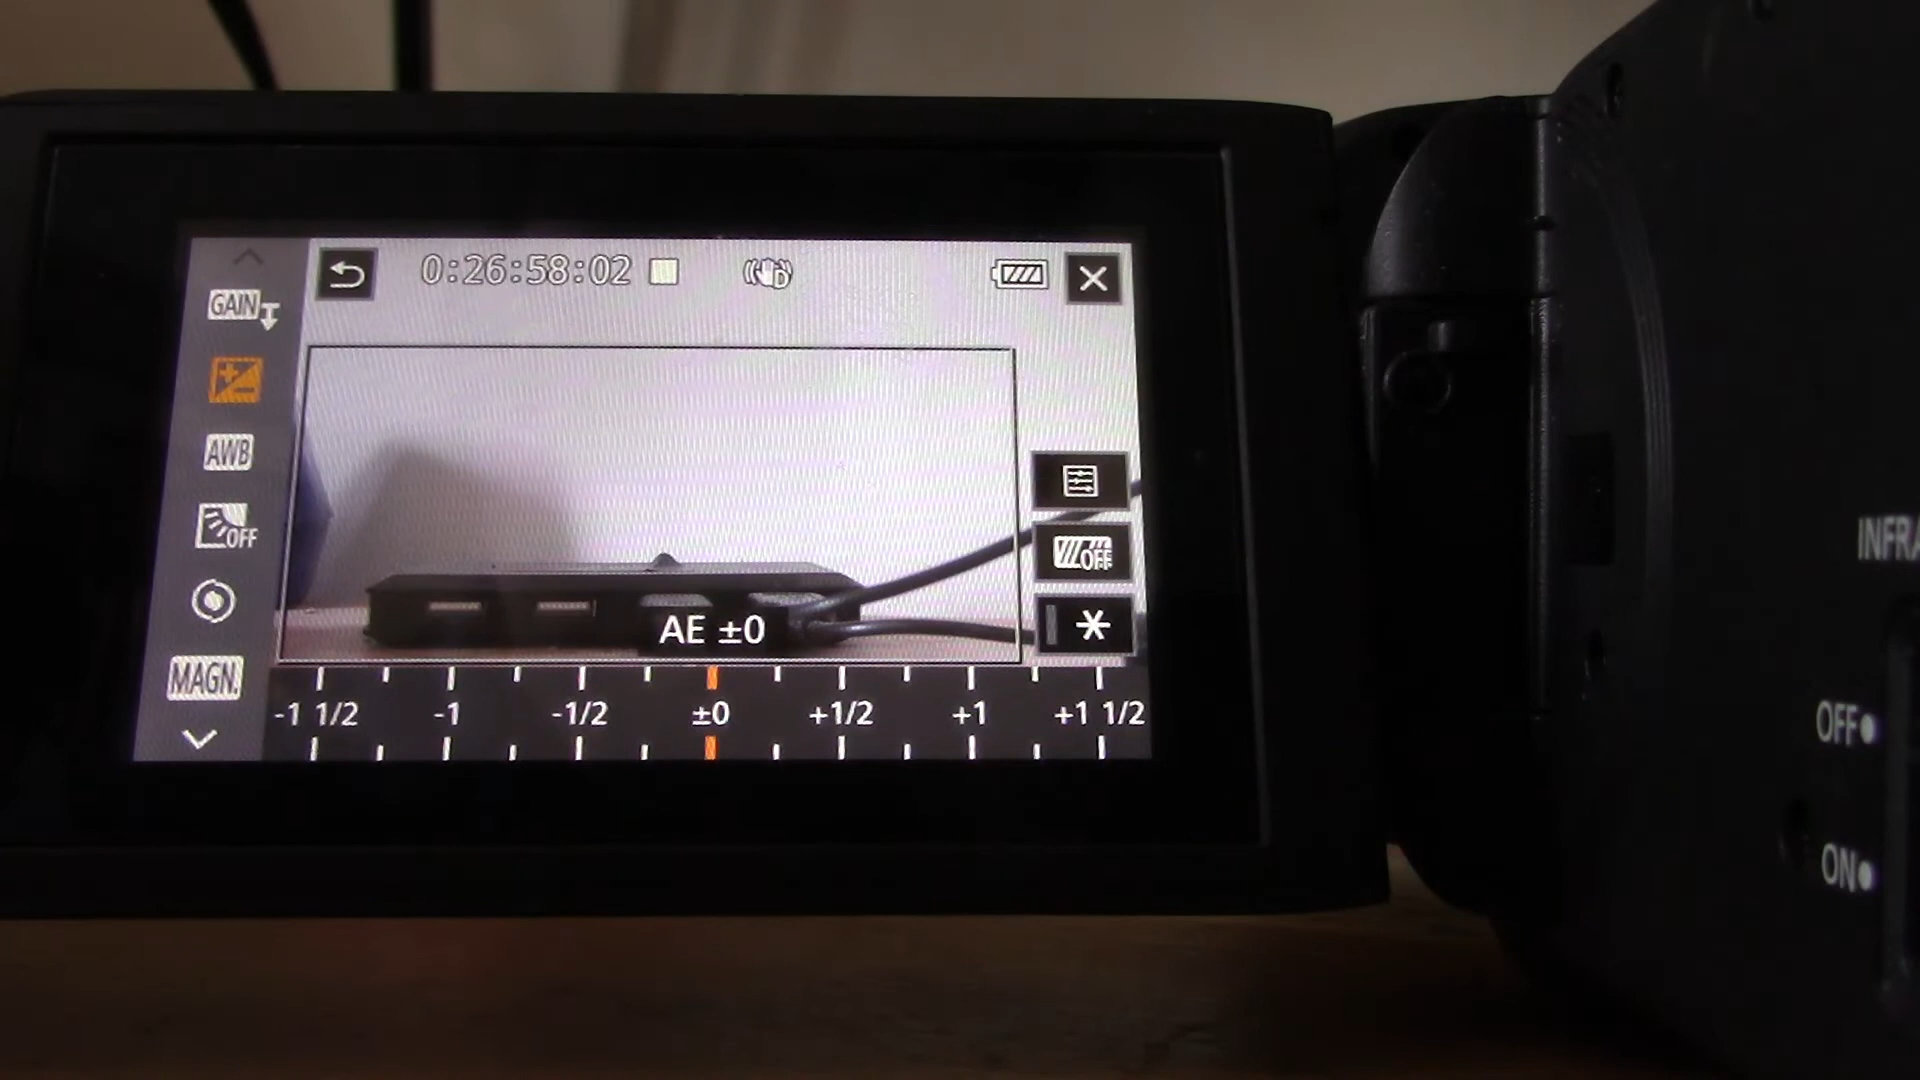 GAIN
0:26:58:02
D
AWB
OFF
MAGN.
OFF
AE ±0
-1 1/2 -1 -1/2 ±0 +1/2 +1 +1 1/2
INFRA
OFF
ON